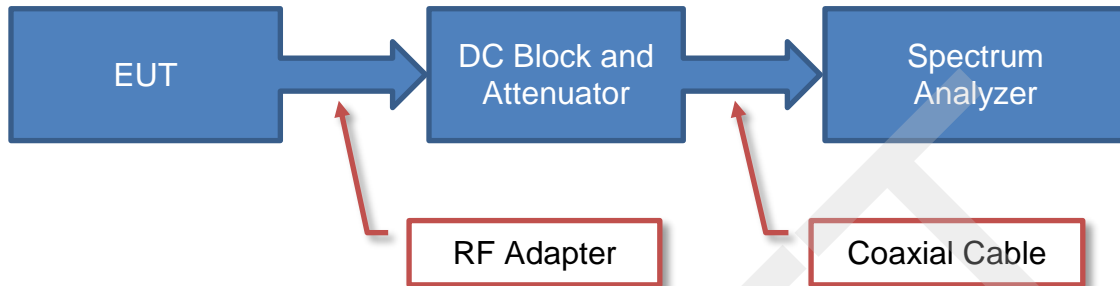 EUT
DC Block and
Attenuator
Spectrum
Analyzer
RF Adapter
Coaxial Cable